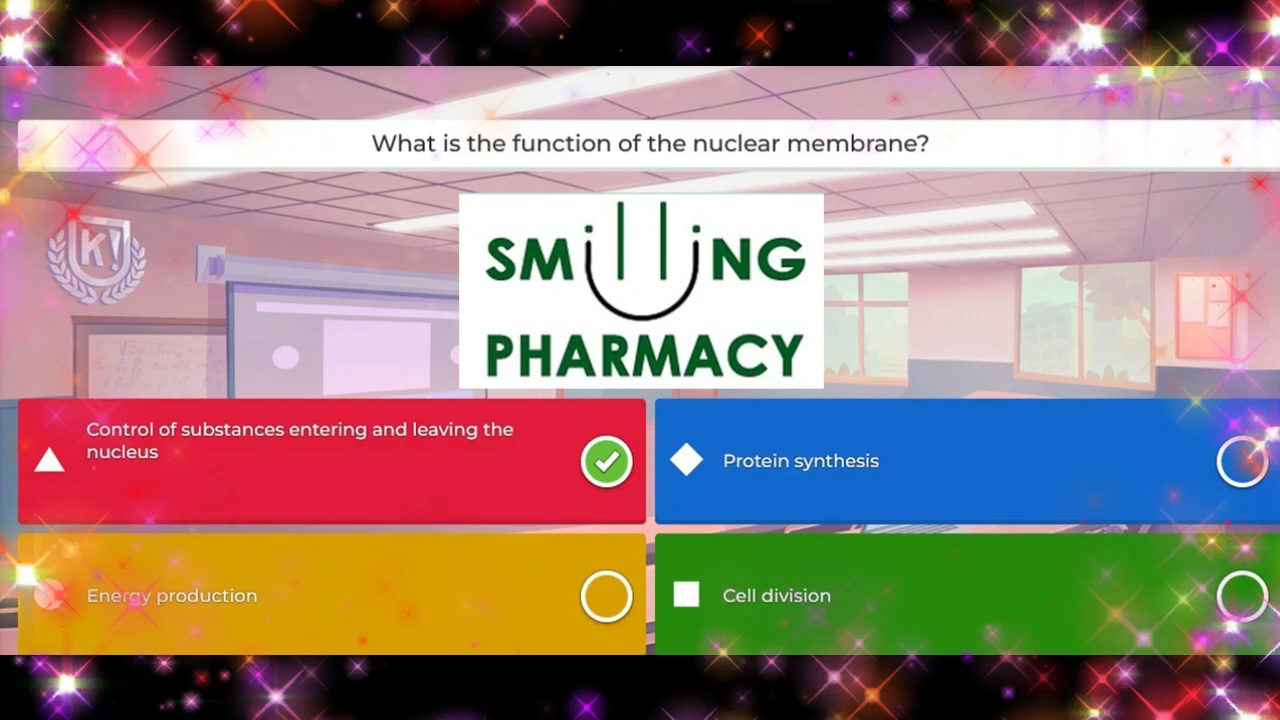 What is the function of the nuclear membrane?
K!
SMiLLiNG
PHARMACY
Control of substances entering and leaving the
nucleus
Protein synthesis
Energy production
Cell division